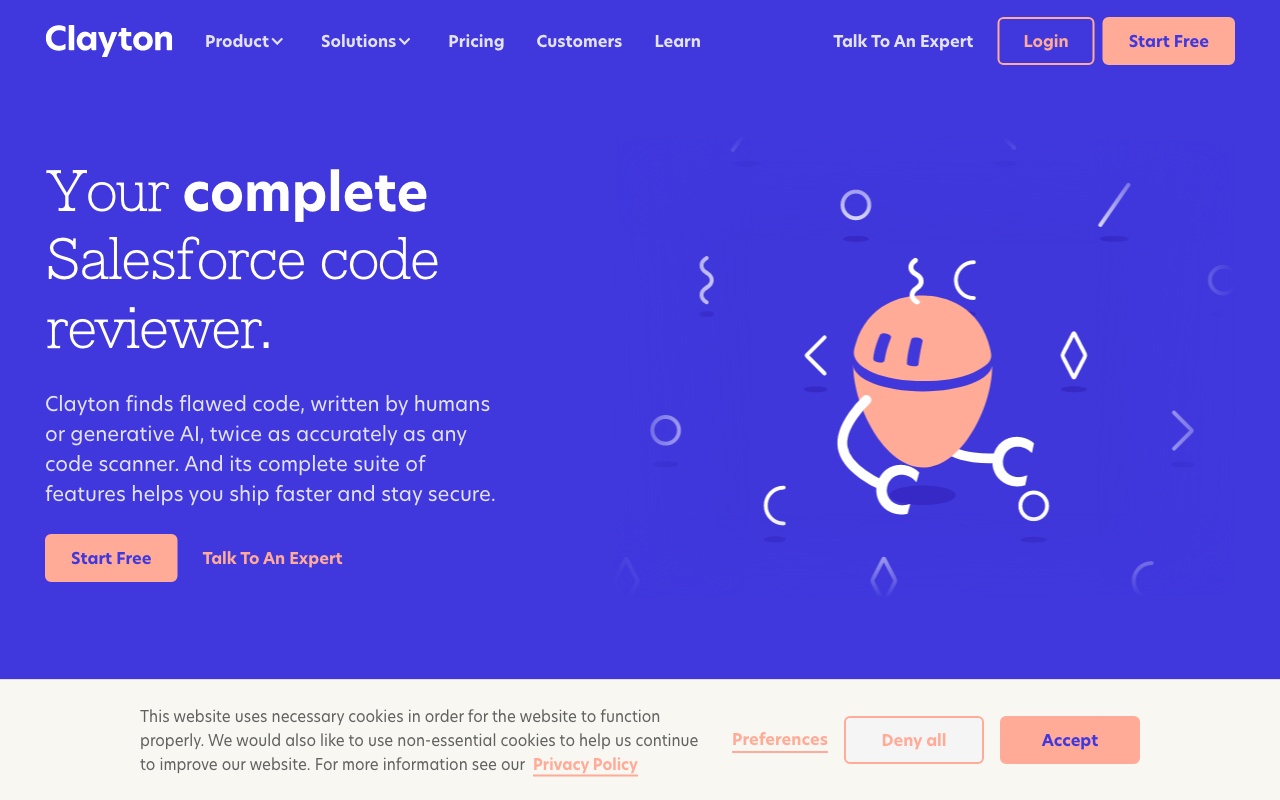 Clayton
Product
Solutions
Pricing
Customers
Learn
Talk To An Expert
Login
Start Free
Your complete
Salesforce code
reviewer.
Clayton finds flawed code, written by humans
or generative AI, twice as accurately as any
code scanner. And its complete suite of
features helps you ship faster and stay secure.
Start Free
Talk To An Expert
This website uses necessary cookies in order for the website to function
properly. We would also like to use non-essential cookies to help us continue
to improve our website. For more information see our Privacy Policy
Preferences
Deny all
Accept